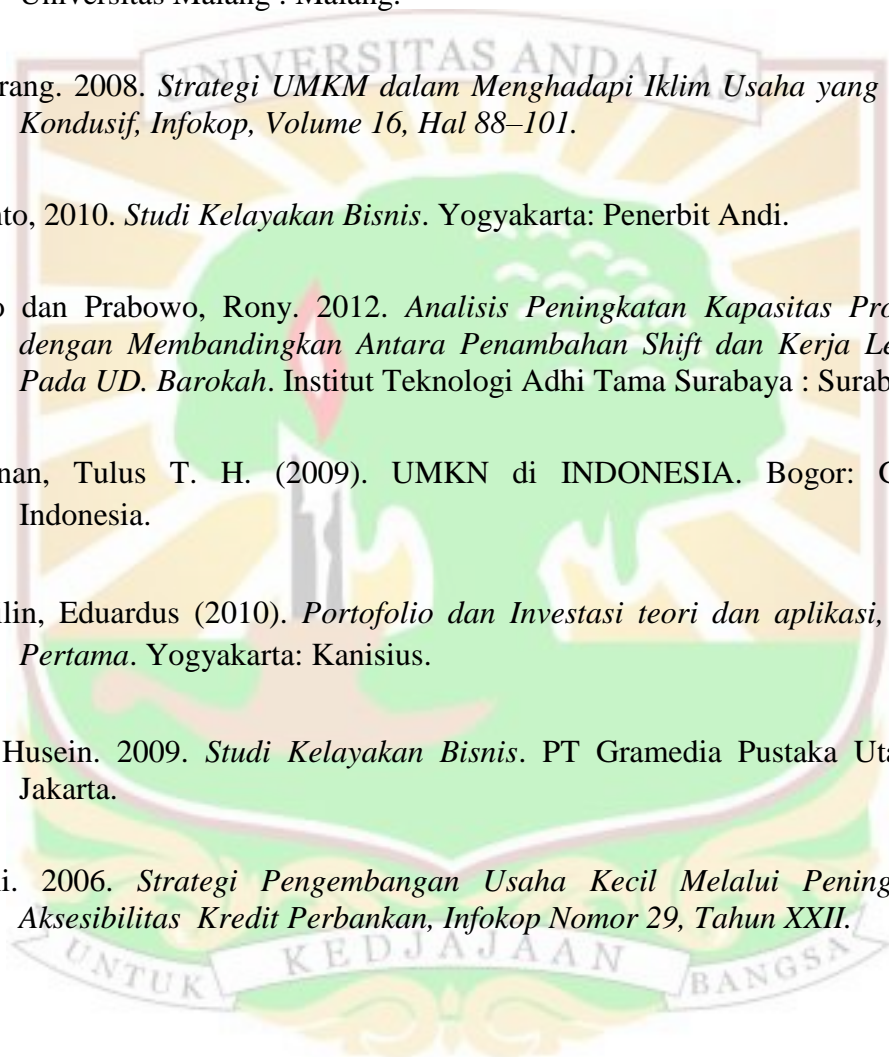 Universitas Malang : Malang.
UNIVERSITAS ANDALAS
rang. 2008. Strategi UMKM dalam Menghadapi Iklim Usaha yang
Kondusif, Infokop, Volume 16, Hal 88–101.
nto, 2010. Studi Kelayakan Bisnis. Yogyakarta: Penerbit Andi.
o dan Prabowo, Rony. 2012. Analisis Peningkatan Kapasitas Pro
dengan Membandingkan Antara Penambahan Shift dan Kerja Le
Pada UD. Barokah. Institut Teknologi Adhi Tama Surabaya : Surab
nan, Tulus T. H. (2009). UMKN di INDONESIA. Bogor: G
Indonesia.
lin, Eduardus (2010). Portofolio dan Investasi teori dan aplikasi,
Pertama. Yogyakarta: Kanisius.
Husein. 2009. Studi Kelayakan Bisnis. PT Gramedia Pustaka Uta
Jakarta.
i. 2006. Strategi Pengembangan Usaha Kecil Melalui Pening
Aksesibilitas Kredit Perbankan, Infokop Nomor 29, Tahun XXII.
UNTUK KEDJAJAAN BANGSA